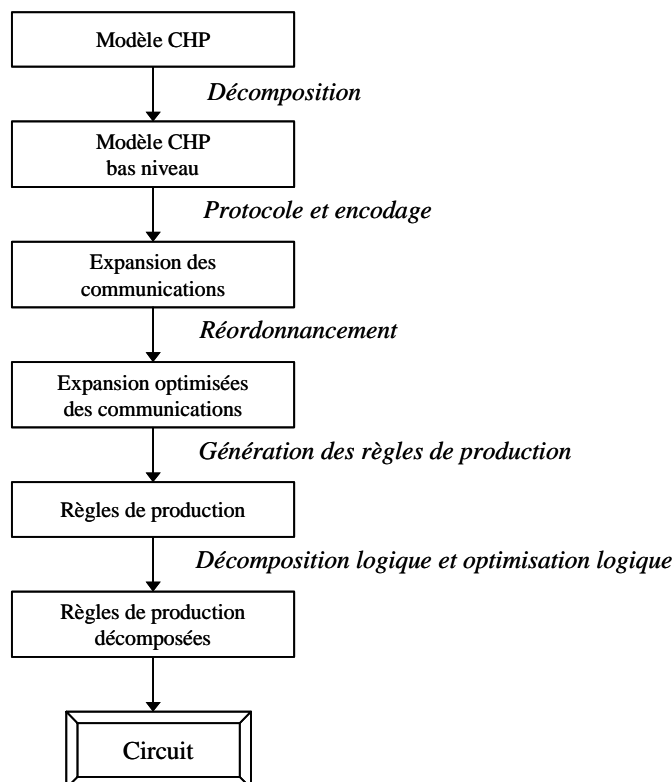 Modèle CHP
Décomposition
Modèle CHP
bas niveau
Protocole et encodage
Expansion des
communications
Réordonnancement
Expansion optimisées
des communications
Génération des règles de production
Règles de production
Décomposition logique et optimisation logique
Règles de production
décomposées
Circuit